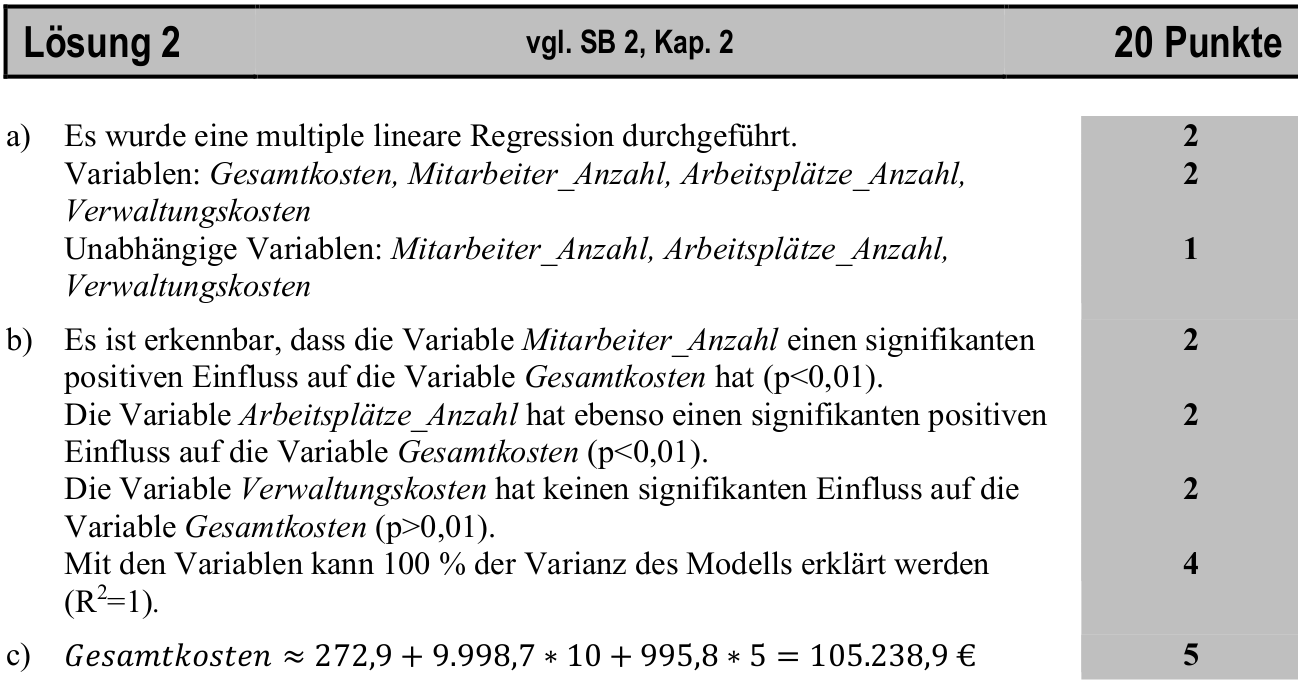 Lösung 2 vgl. SB 2, Kap. 2 20 Punkte
a) Es wurde eine multiple lineare Regression durchgeführt. 2
Variablen: Gesamtkosten, Mitarbeiter_Anzahl, Arbeitsplätze_Anzahl, 2
Verwaltungskosten
Unabhängige Variablen: Mitarbeiter_Anzahl, Arbeitsplätze_Anzahl, 1
Verwaltungskosten
b) Es ist erkennbar, dass die Variable Mitarbeiter_Anzahl einen signifikanten 2
positiven Einfluss auf die Variable Gesamtkosten hat (p<0,01).
Die Variable Arbeitsplätze_Anzahl hat ebenso einen signifikanten positiven 2
Einfluss auf die Variable Gesamtkosten (p<0,01).
Die Variable Verwaltungskosten hat keinen signifikanten Einfluss auf die 2
Variable Gesamtkosten (p>0,01).
Mit den Variablen kann 100 % der Varianz des Modells erklärt werden 4
(R²=1).
c) Gesamtkosten ≈ 272,9 + 9.998,7 * 10 + 995,8 * 5 = 105.238,9 € 5